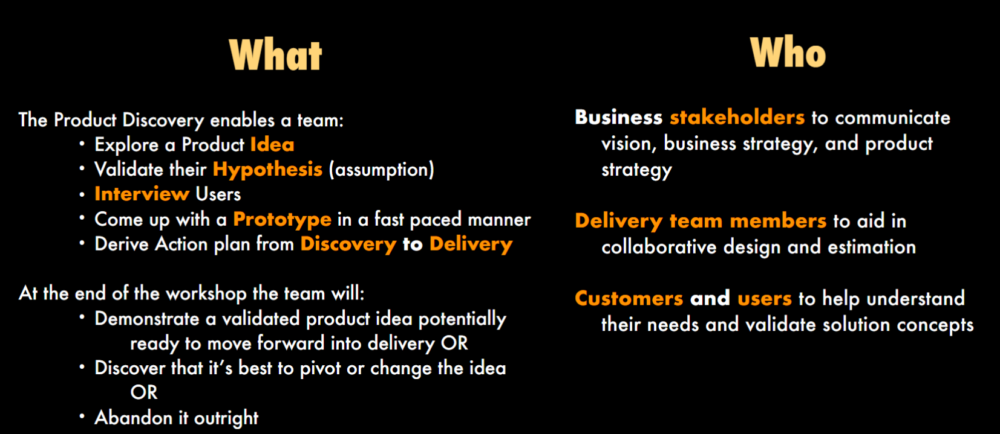 What
The Product Discovery enables a team:
• Explore a Product Idea
• Validate their Hypothesis (assumption)
• Interview Users
• Come up with a Prototype in a fast paced manner
• Derive Action plan from Discovery to Delivery
At the end of the workshop the team will:
• Demonstrate a validated product idea potentially
ready to move forward into delivery OR
• Discover that it’s best to pivot or change the idea
OR
• Abandon it outright
Who
Business stakeholders to communicate
vision, business strategy, and product
strategy
Delivery team members to aid in
collaborative design and estimation
Customers and users to help understand
their needs and validate solution concepts